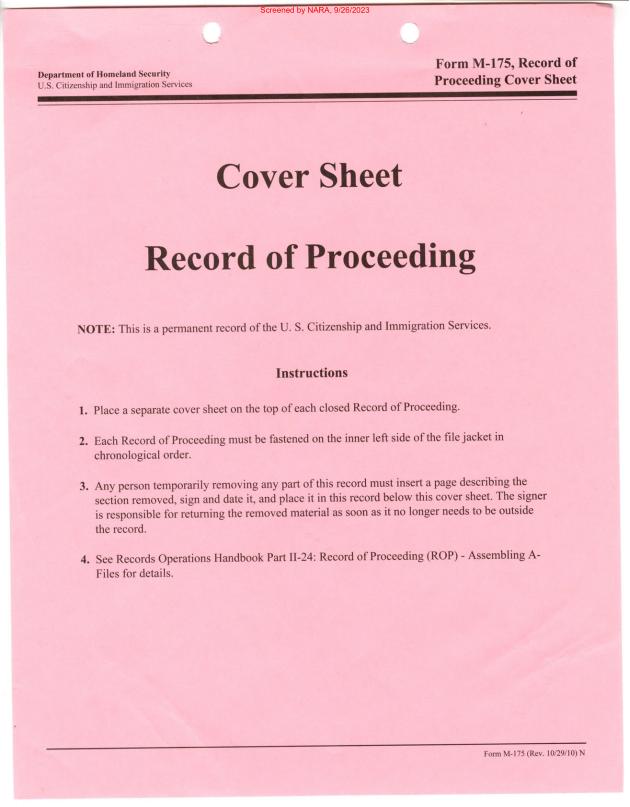 Screened by NARA, 9/26/2023
Department of Homeland Security
U.S. Citizenship and Immigration Services
Form M-175, Record of
Proceeding Cover Sheet
Cover Sheet
Record of Proceeding
NOTE: This is a permanent record of the U. S. Citizenship and Immigration Services.
Instructions
1. Place a separate cover sheet on the top of each closed Record of Proceeding.
2. Each Record of Proceeding must be fastened on the inner left side of the file jacket in
chronological order.
3. Any person temporarily removing any part of this record must insert a page describing the
section removed, sign and date it, and place it in this record below this cover sheet. The signer
is responsible for returning the removed material as soon as it no longer needs to be outside
the record.
4. See Records Operations Handbook Part II-24: Record of Proceeding (ROP) - Assembling A-
Files for details.
Form M-175 (Rev. 10/29/10) N